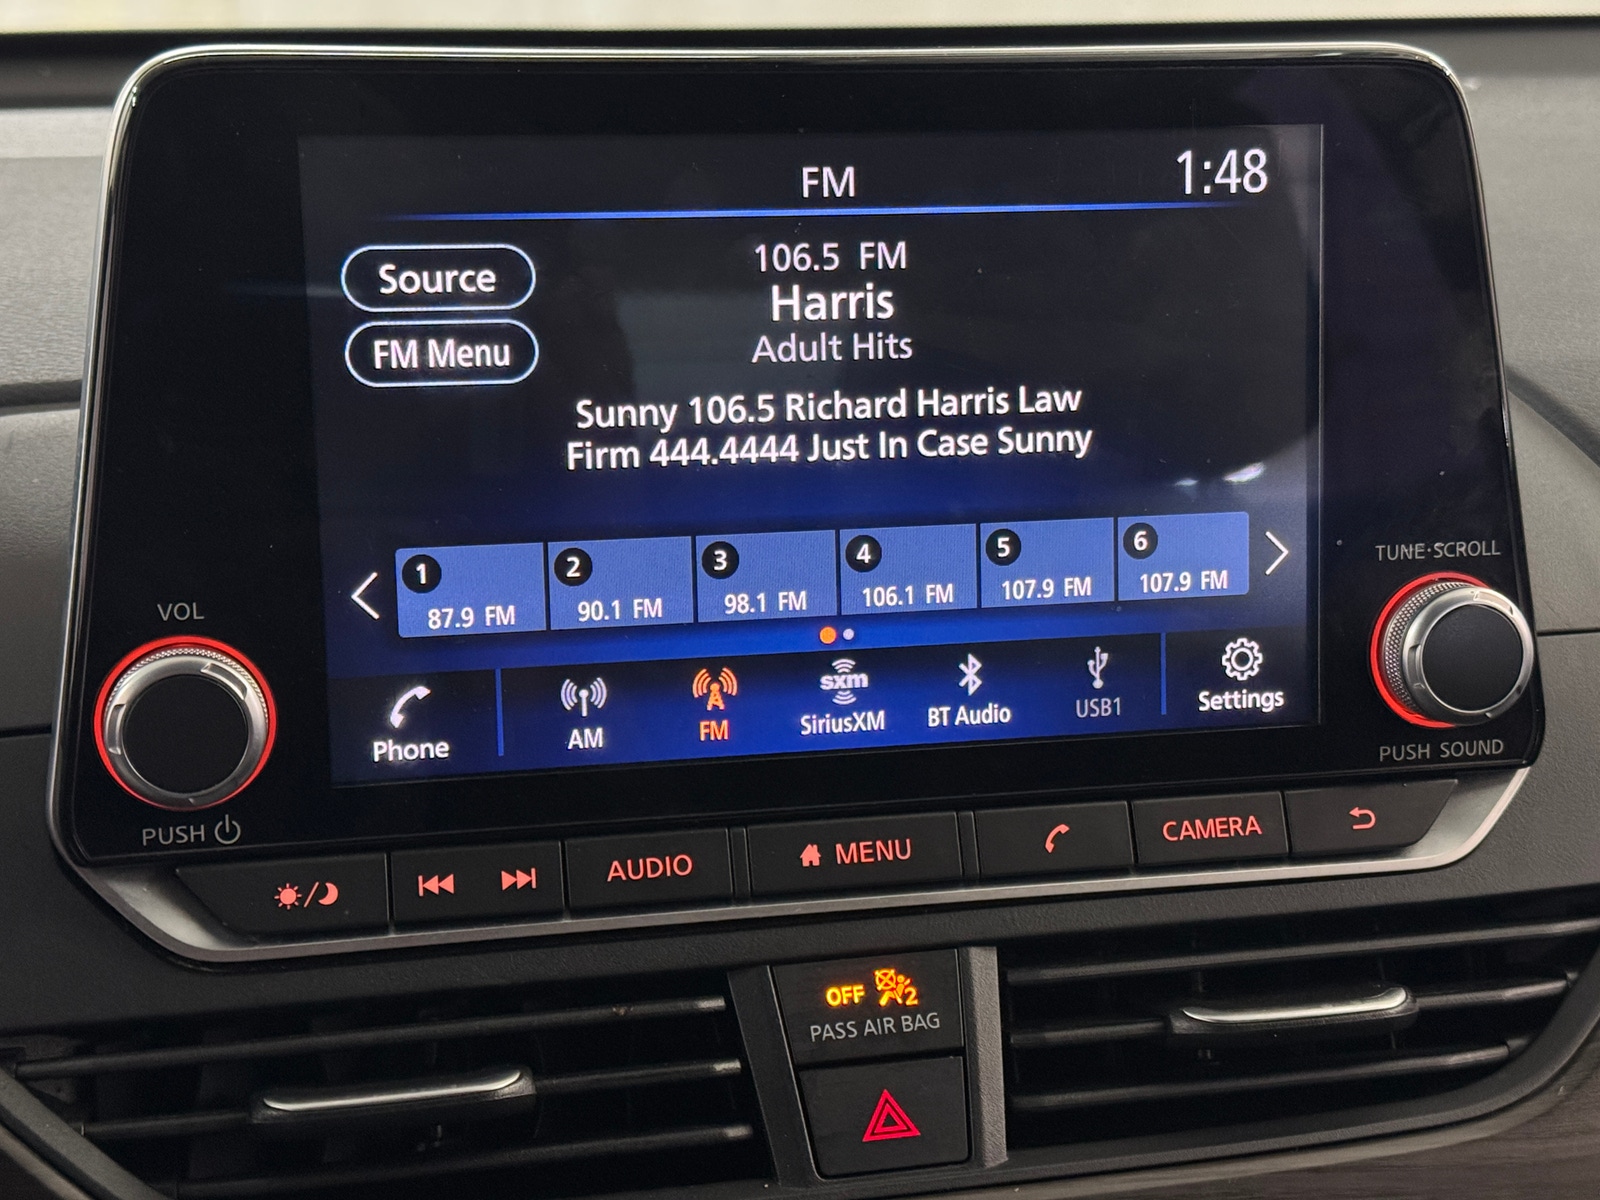 FM
1:48
Source
FM Menu
106.5 FM
Harris
Adult Hits
Sunny 106.5 Richard Harris Law
Firm 444.4444 Just In Case Sunny
1
87.9 FM
2
90.1 FM
3
98.1 FM
4
106.1 FM
5
107.9 FM
6
107.9 FM
Phone
AM
FM
sxm
SiriusXM
BT Audio
USB1
Settings
VOL
PUSH
TUNE·SCROLL
PUSH SOUND
AUDIO
MENU
CAMERA
OFF
2
PASS AIR BAG